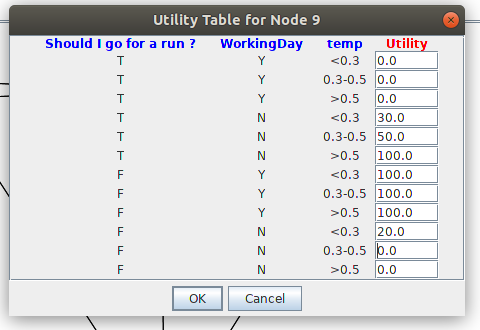 Utility Table for Node 9
Should I go for a run ? WorkingDay temp Utility
T Y <0.3 0.0
T Y 0.3-0.5 0.0
T Y >0.5 0.0
T N <0.3 30.0
T N 0.3-0.5 50.0
T N >0.5 100.0
F Y <0.3 100.0
F Y 0.3-0.5 100.0
F Y >0.5 100.0
F N <0.3 20.0
F N 0.3-0.5 0.0
F N >0.5 0.0
OK Cancel